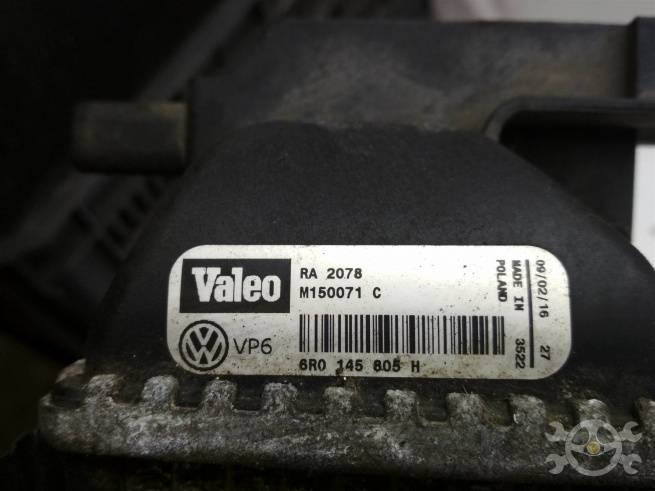 Valeo
RA 2078
M150071 C
VP6
6R0 145 805 H
09/02/16 27
MADE IN 3522
POLAND